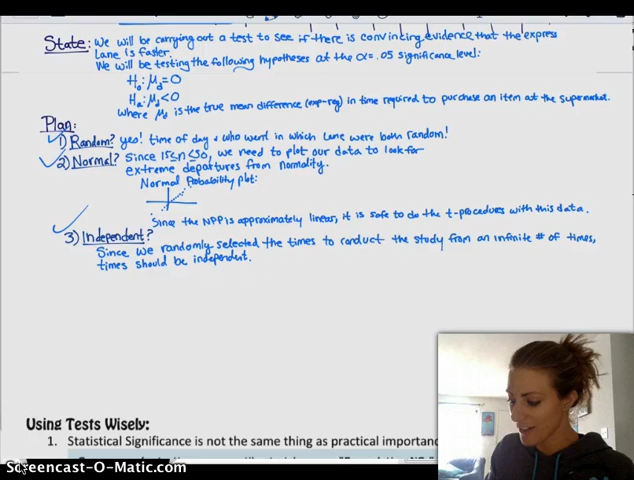 State: We will be carrying out a test to see if there is convincing evidence that the express
lane is faster.
We will be testing the following hypotheses at the α=.05 significance level:
H₀: μd=0
Ha: μd<0
where μd is the true mean difference (exp-reg) in time required to purchase an item at the supermarket.
Plan:
1) Random? yes! time of day & who went in which lane were both random!
2) Normal? Since 15≤n≤30, we need to plot our data to look for
extreme departures from normality.
Normal Probability plot:
Since the NPP is approximately linear, it is safe to do the t-procedures with this data.
3) Independent?
Since we randomly selected the times to conduct the study from an infinite # of times,
times should be independent.
Using Tests Wisely:
1. Statistical Significance is not the same thing as practical importanc
Screencast-O-Matic.com